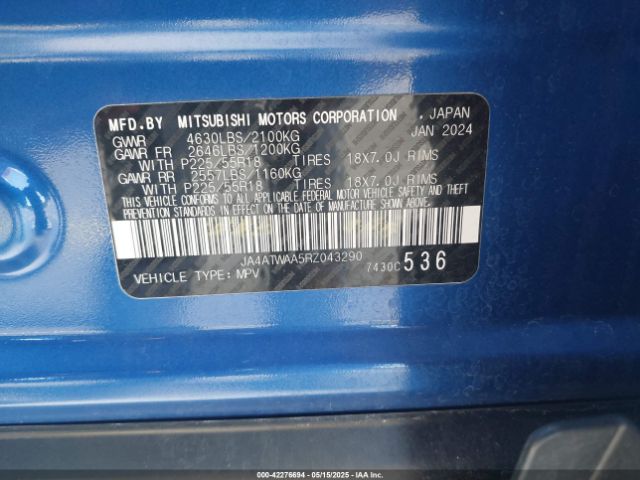 MFD.BY MITSUBISHI MOTORS CORPORATION . JAPAN
GVWR 4630LBS/2100KG JAN 2024
GAWR FR 2646LBS/1200KG
WITH P225/55R18 TIRES 18X7.0J RIMS
GAWR RR 2557LBS/1160KG
WITH P225/55R18 TIRES 18X7.0J RIMS
THIS VEHICLE CONFORMS TO ALL APPLICABLE FEDERAL MOTOR VEHICLE SAFETY AND THEFT
PREVENTION STANDARDS IN EFFECT ON THE DATE OF MANUFACTURE SHOWN ABOVE.
JA4ATWAA5RZ043290
VEHICLE TYPE: MPV 7430C 536
000-42276694 - 05/15/2025 - IAAI.COM